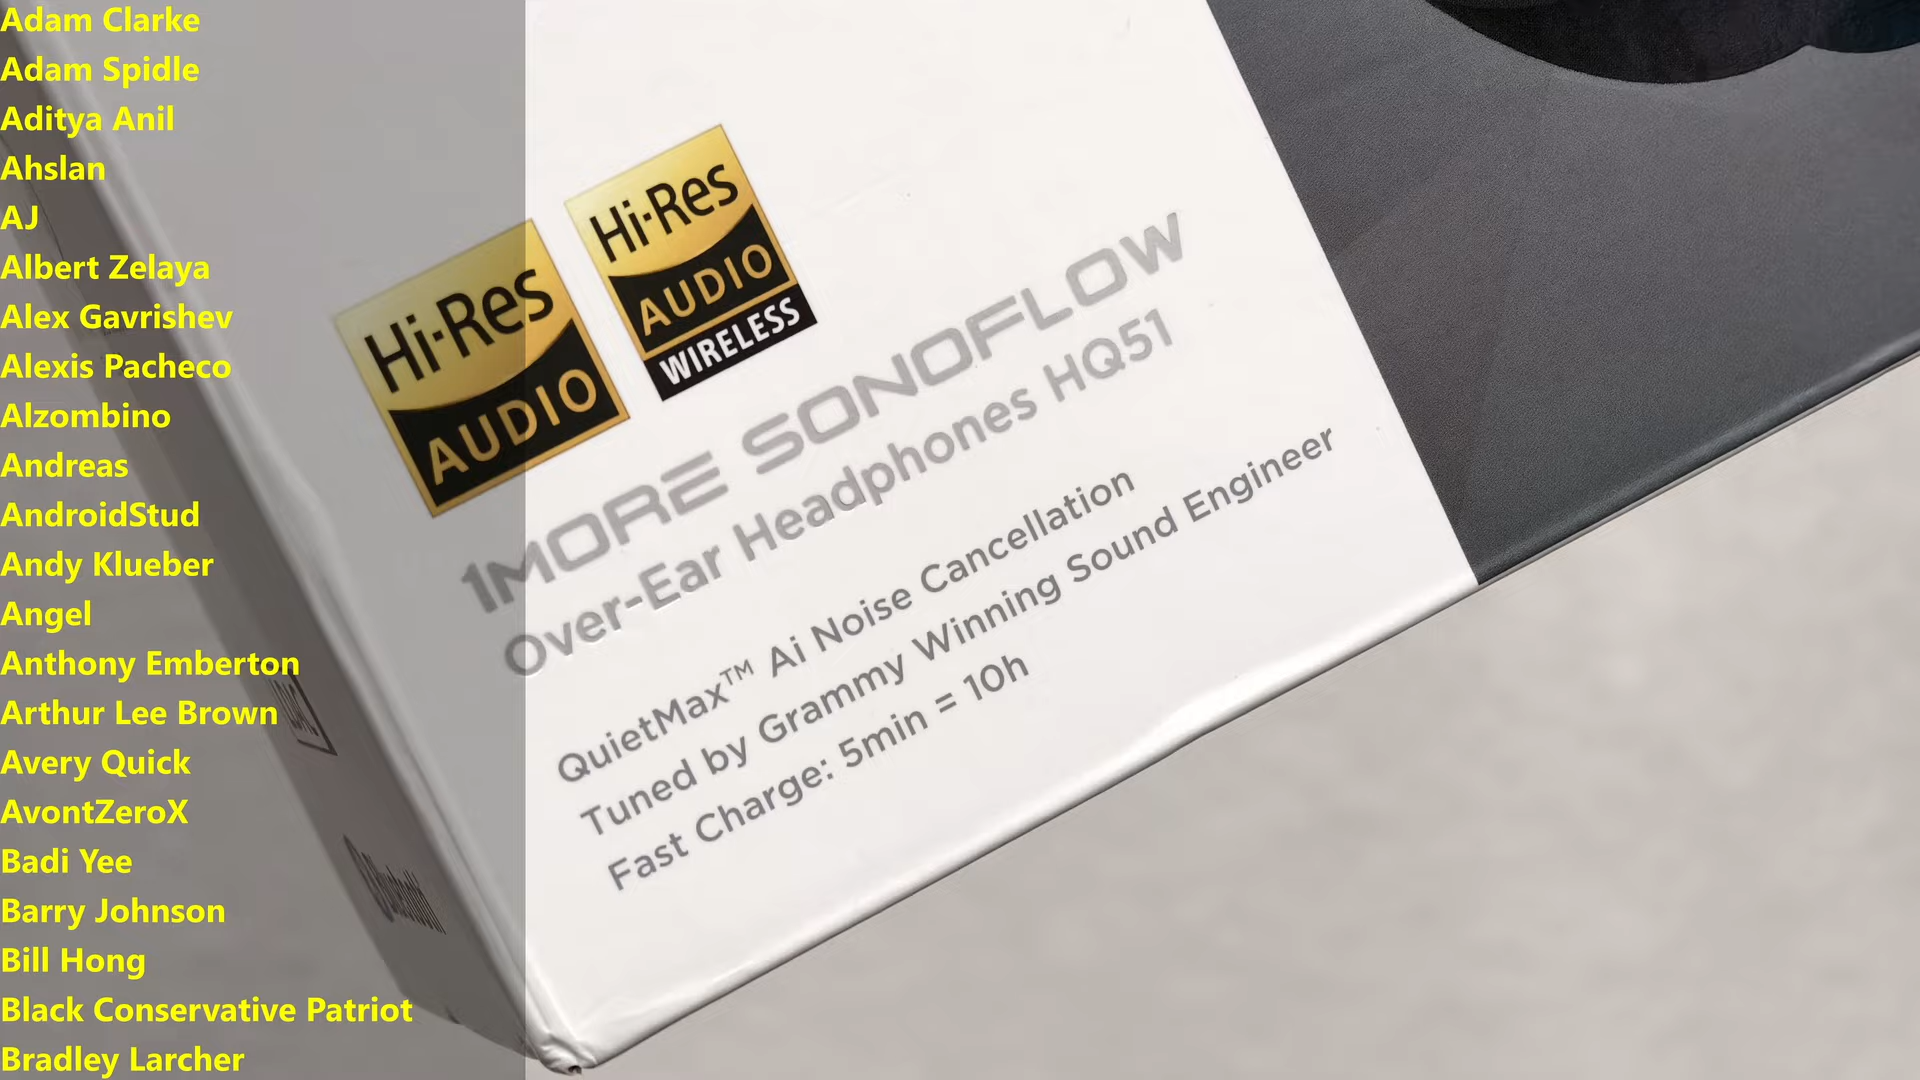 Adam Clarke
Adam Spidle
Aditya Anil
Ahslan
AJ
Albert Zelaya
Alex Gavrishev
Alexis Pacheco
Alzombino
Andreas
AndroidStud
Andy Klueber
Angel
Anthony Emberton
Arthur Lee Brown
Avery Quick
AvontZeroX
Badi Yee
Barry Johnson
Bill Hong
Black Conservative Patriot
Bradley Larcher
Hi-Res
AUDIO
Hi-Res
AUDIO
WIRELESS
1MORE SONOFLOW
Over-Ear Headphones HQ51
QuietMax™ Ai Noise Cancellation
Tuned by Grammy Winning Sound Engineer
Fast Charge: 5min = 10h
Bluetooth